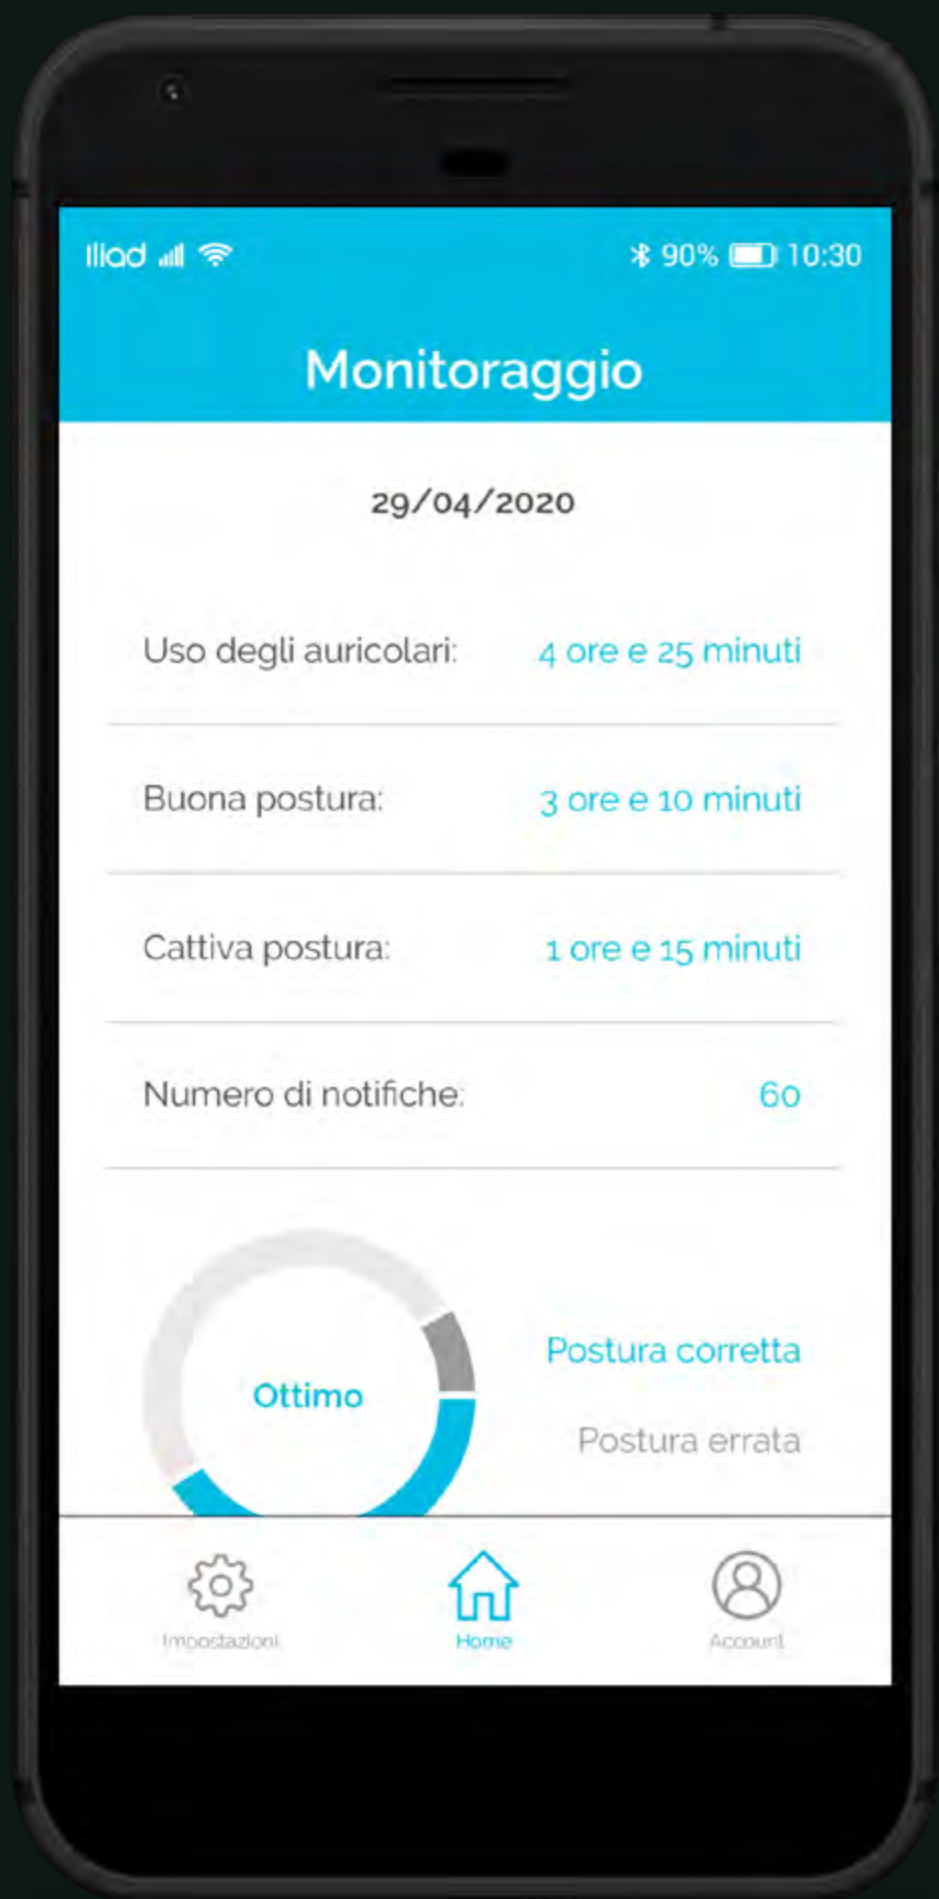 Iliad 90% 10:30
Monitoraggio
29/04/2020
Uso degli auricolari: 4 ore e 25 minuti
Buona postura: 3 ore e 10 minuti
Cattiva postura: 1 ore e 15 minuti
Numero di notifiche: 60
Postura corretta
Ottimo
Postura errata
Impostazioni Home Account